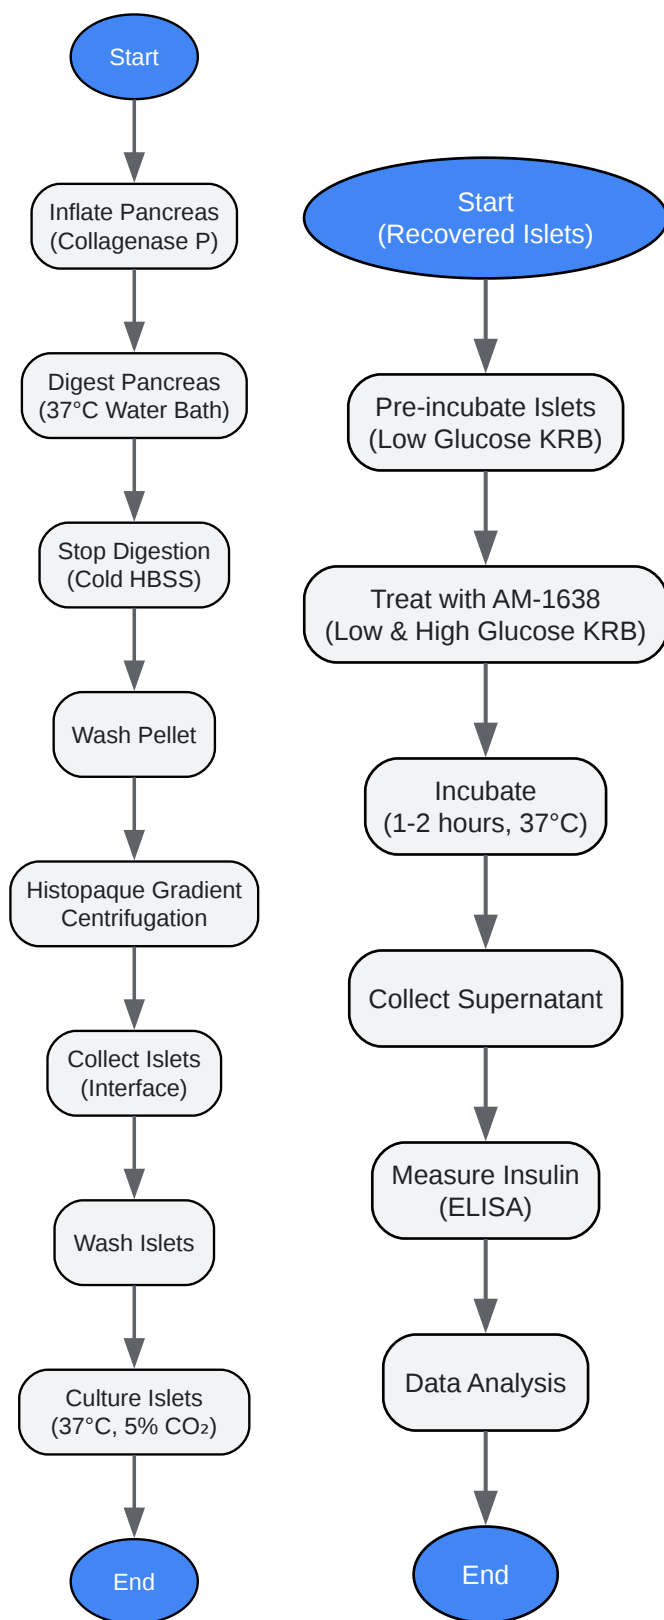 Start
Inflate Pancreas
(Collagenase P)
Digest Pancreas
(37°C Water Bath)
Stop Digestion
(Cold HBSS)
Wash Pellet
Histopaque Gradient
Centrifugation
Collect Islets
(Interface)
Wash Islets
Culture Islets
(37°C, 5% CO₂)
End
Start
(Recovered Islets)
Pre-incubate Islets
(Low Glucose KRB)
Treat with AM-1638
(Low & High Glucose KRB)
Incubate
(1-2 hours, 37°C)
Collect Supernatant
Measure Insulin
(ELISA)
Data Analysis
End